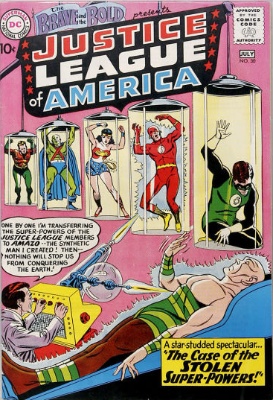 THE BRAVE and the BOLD presents
SUPERMAN
DC
NATIONAL COMICS
APPROVED
BY THE
COMICS
CODE
AUTHORITY
10¢
JUSTICE
LEAGUE
of AMERICA
JULY
NO. 30
ONE BY ONE I'M TRANSFERRING
THE SUPER-POWERS OF THE
JUSTICE LEAGUE MEMBERS
TO AMAZO --THE SYNTHETIC
MAN I CREATED! THEN--
NOTHING WILL STOP US
FROM CONQUERING
THE EARTH!
A star-studded spectacular...
"The Case of the
STOLEN
SUPER-POWERS!"